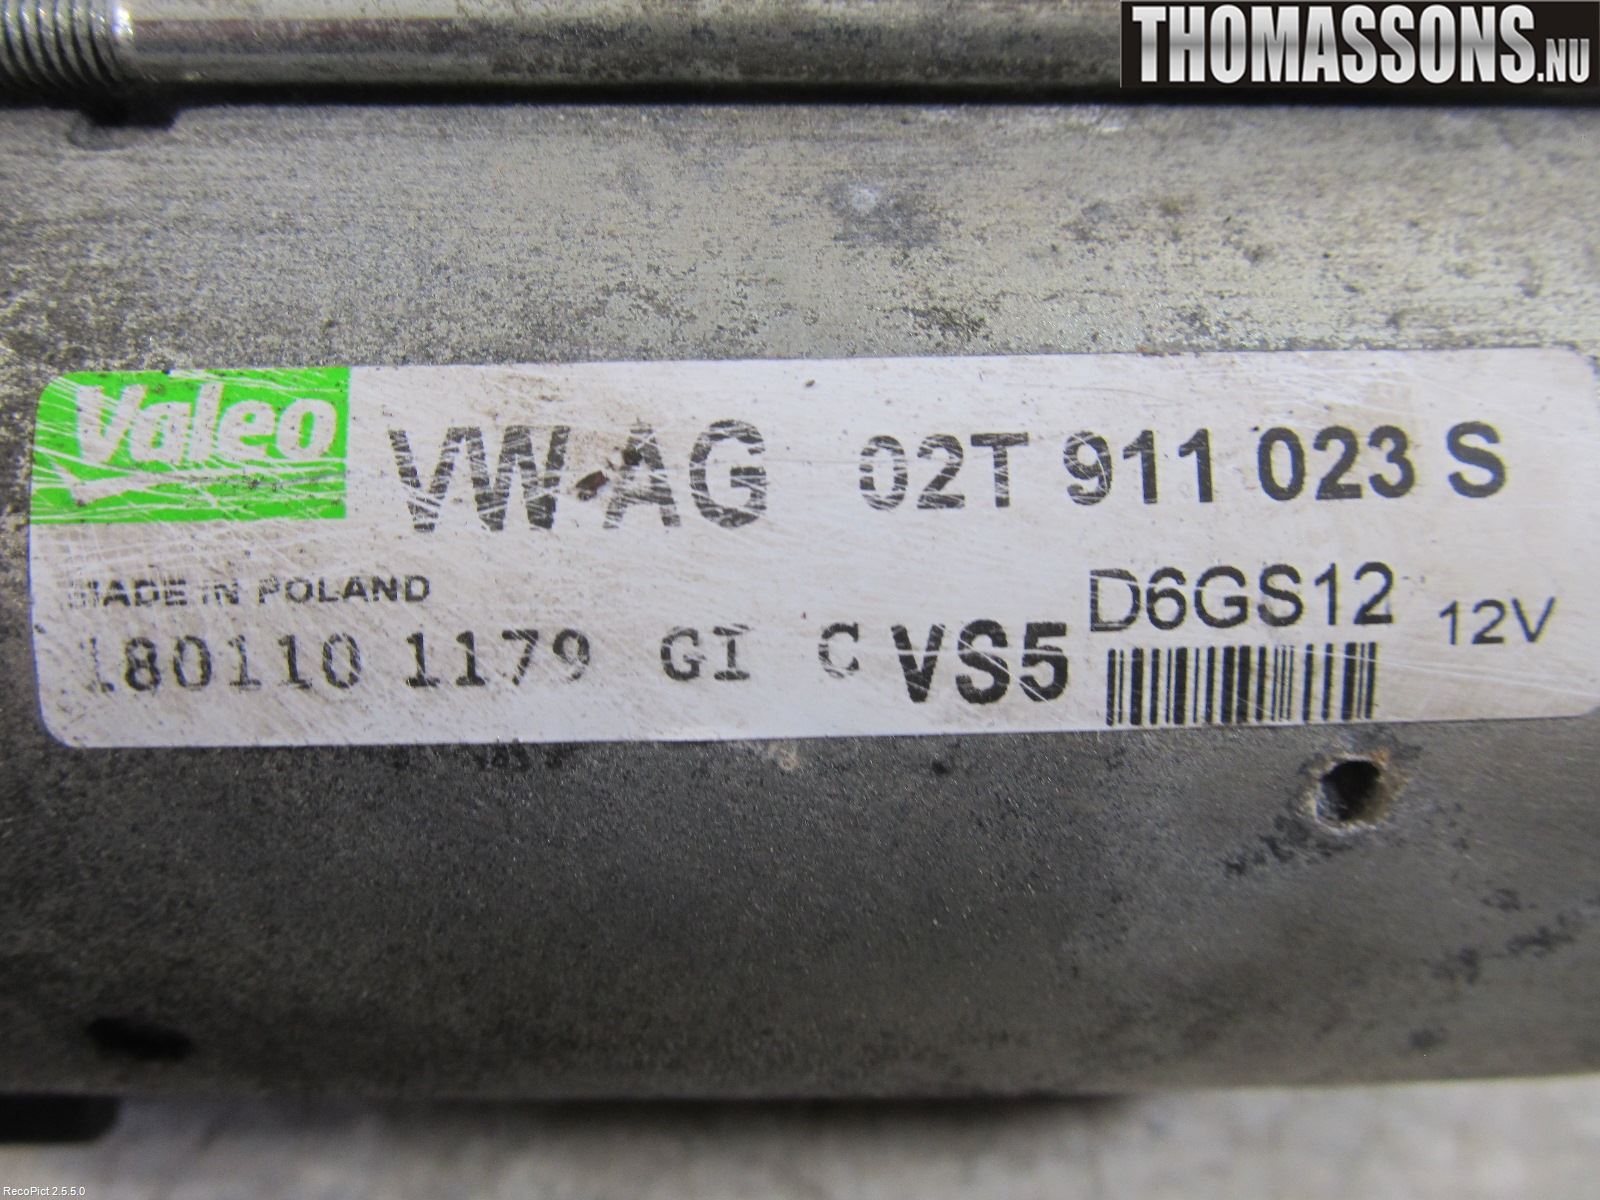 THOMASSONS.NU
Valeo VW-AG 02T 911 023 S
MADE IN POLAND D6GS12 12V
180110 1179 GI C VS5
RecoPict 2.5.5.0